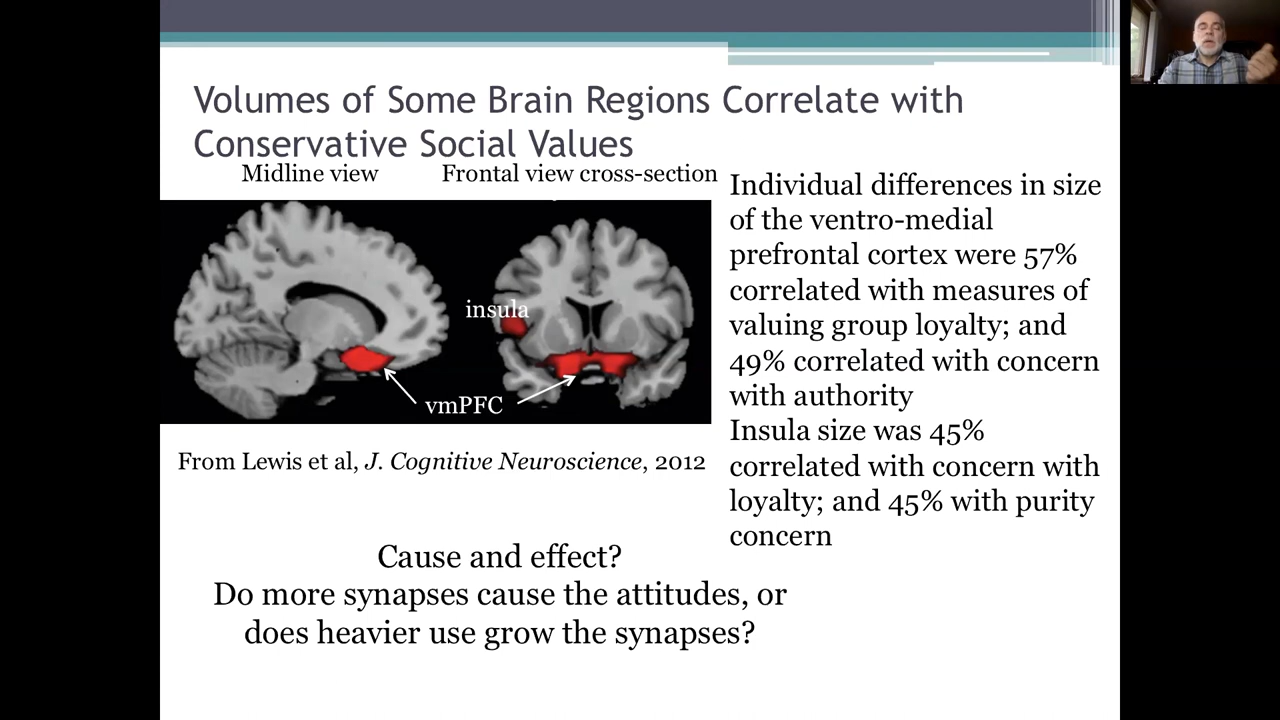 Volumes of Some Brain Regions Correlate with
Conservative Social Values
Midline view
Frontal view cross-section
insula
vmPFC
From Lewis et al, J. Cognitive Neuroscience, 2012
Individual differences in size
of the ventro-medial
prefrontal cortex were 57%
correlated with measures of
valuing group loyalty; and
49% correlated with concern
with authority
Insula size was 45%
correlated with concern with
loyalty; and 45% with purity
concern
Cause and effect?
Do more synapses cause the attitudes, or
does heavier use grow the synapses?